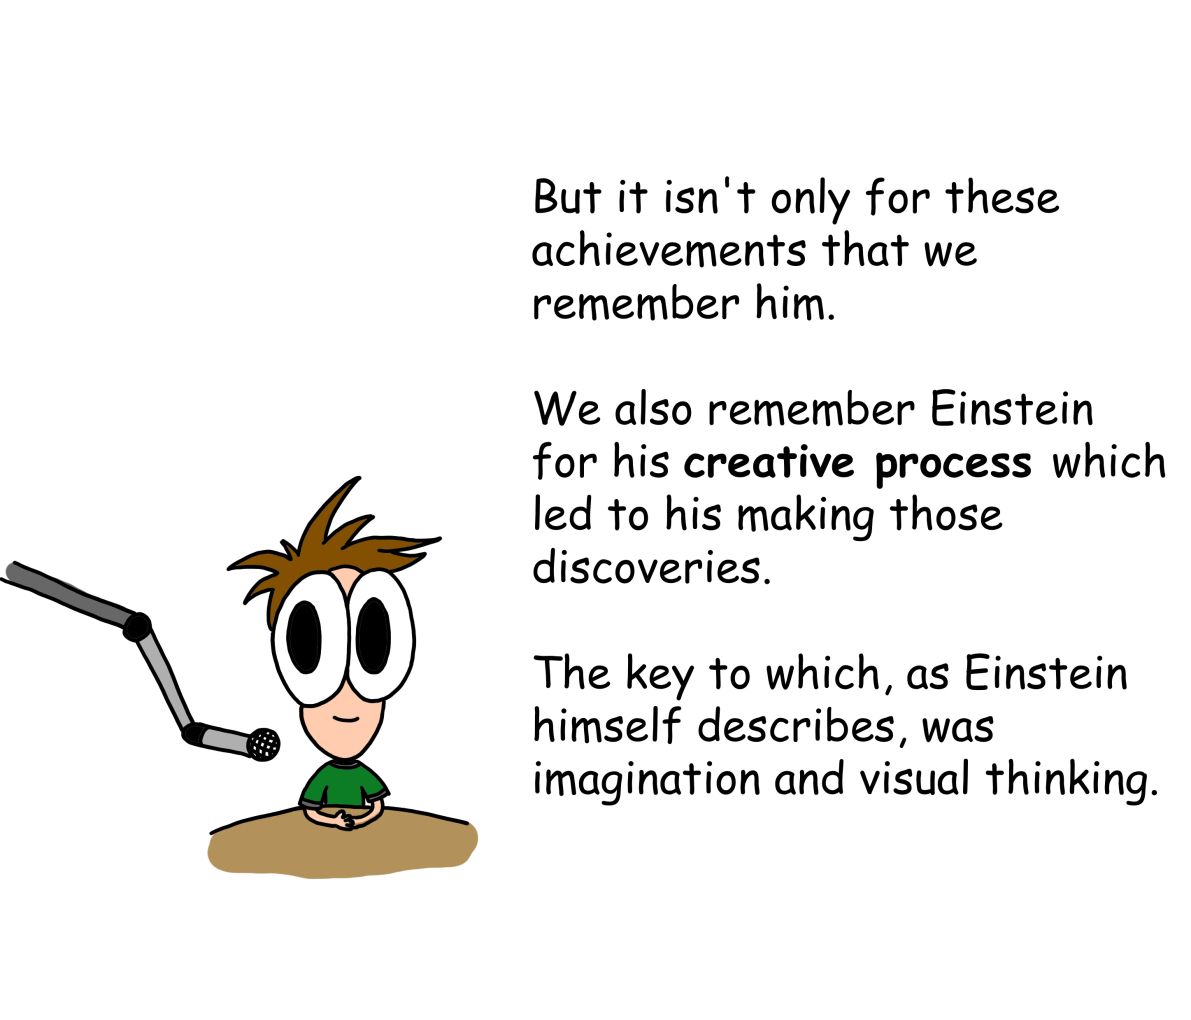 But it isn't only for these
achievements that we
remember him.
We also remember Einstein
for his creative process which
led to his making those
discoveries.
The key to which, as Einstein
himself describes, was
imagination and visual thinking.